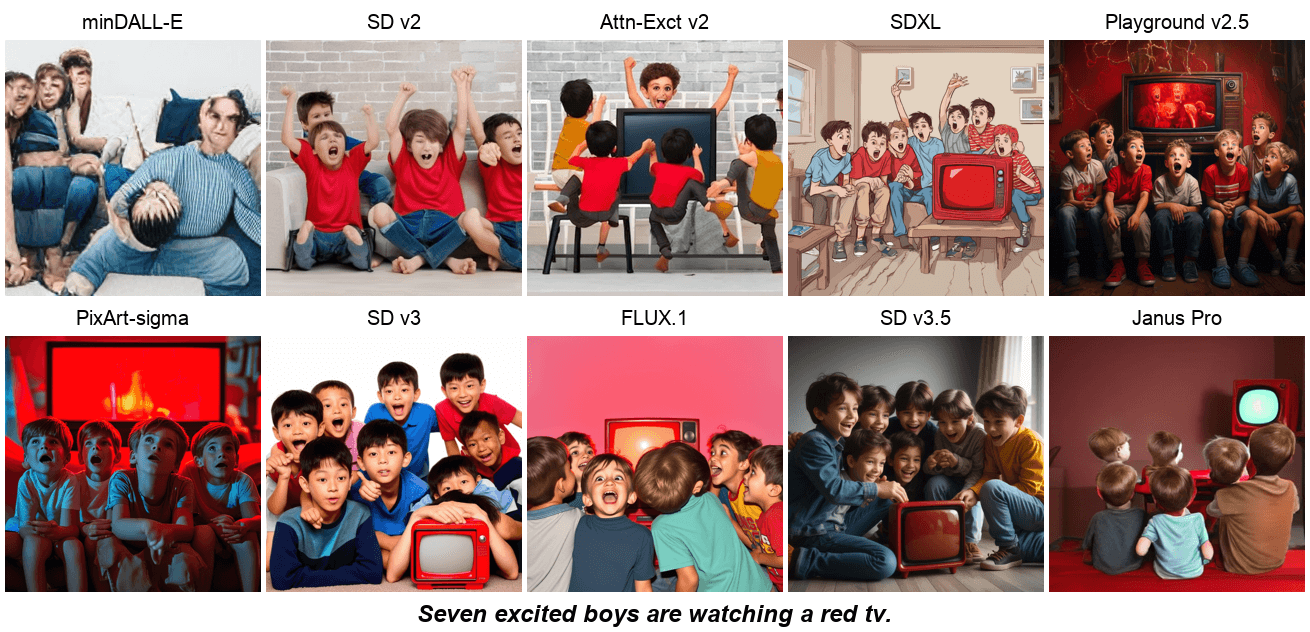 minDALL-E
SD v2
Attn-Exct v2
SDXL
Playground v2.5
PixArt-sigma
SD v3
FLUX.1
SD v3.5
Janus Pro
Seven excited boys are watching a red tv.